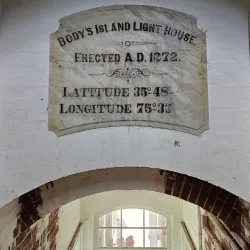 BODY'S ISLAND LIGHT HOUSE.
ERECTED A.D. 1872.
LATITUDE 35° 48'
LONGITUDE 75° 33'